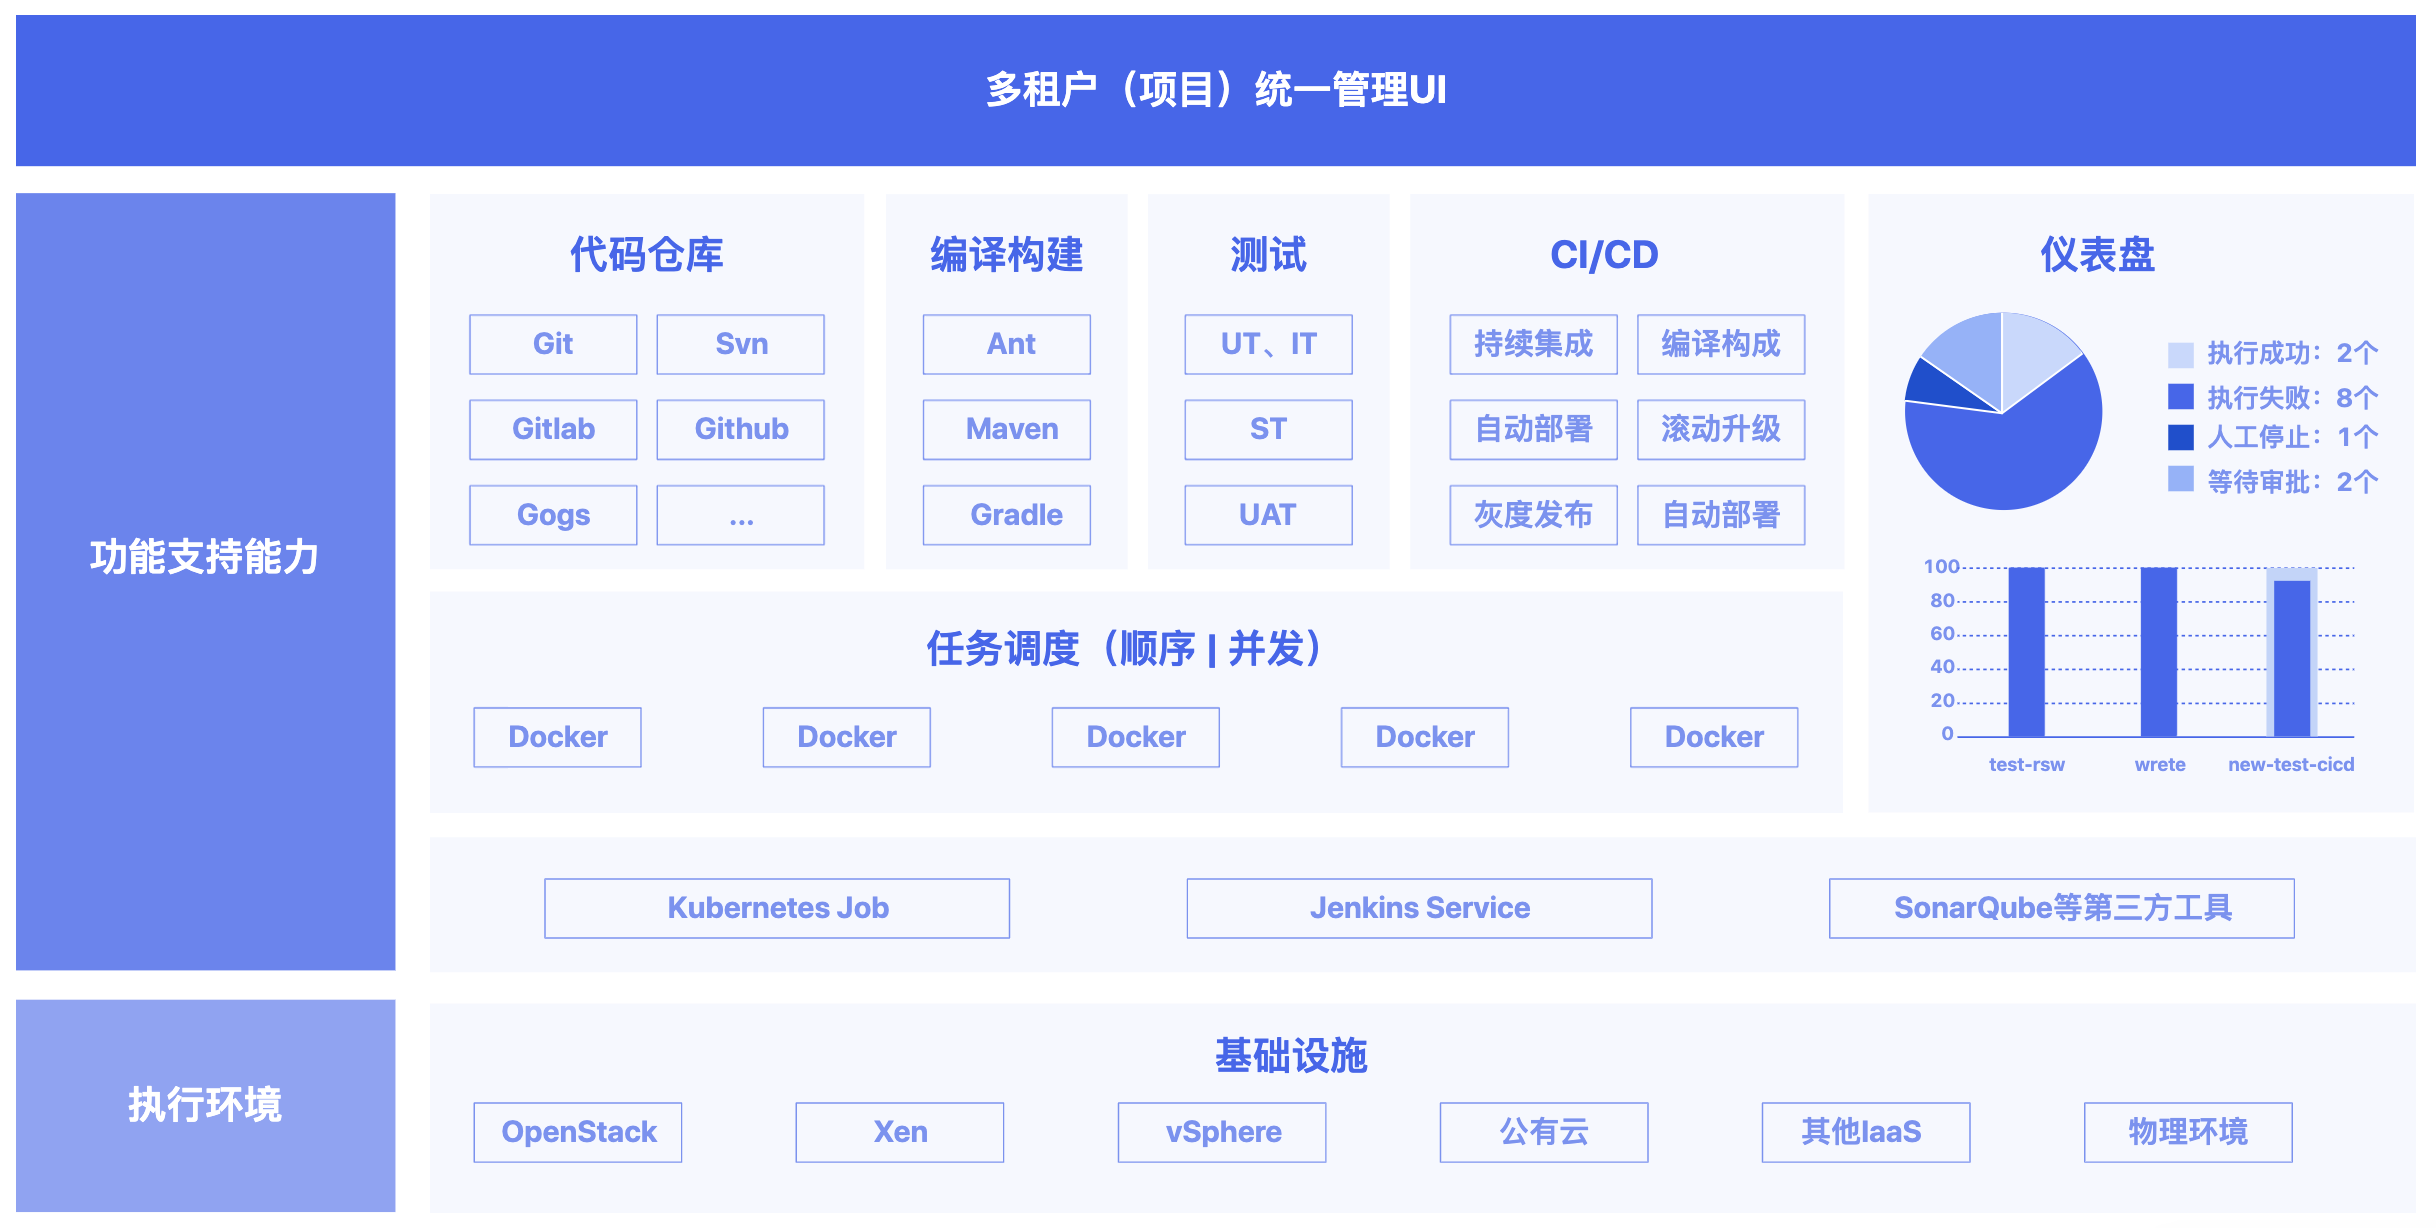 多租户（项目）统一管理UI
功能支持能力
代码仓库
Git
Svn
Gitlab
Github
Gogs
...
编译构建
Ant
Maven
Gradle
测试
UT、IT
ST
UAT
CI/CD
持续集成
编译构成
自动部署
滚动升级
灰度发布
自动部署
仪表盘
执行成功：2个
执行失败：8个
人工停止：1个
等待审批：2个
100
80
60
40
20
0
test-rsw
wrete
new-test-cicd
任务调度（顺序 | 并发）
Docker
Docker
Docker
Docker
Docker
Kubernetes Job
Jenkins Service
SonarQube等第三方工具
执行环境
基础设施
OpenStack
Xen
vSphere
公有云
其他IaaS
物理环境